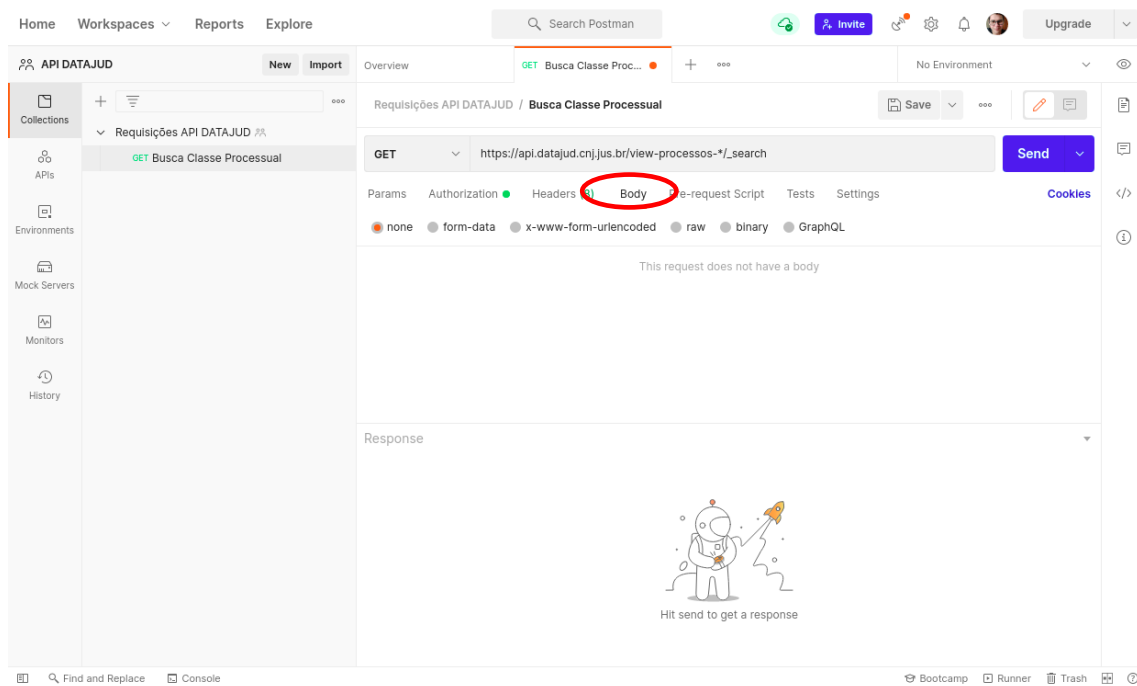 Home Workspaces Reports Explore Search Postman Invite Upgrade
API DATAJUD New Import Overview GET Busca Classe Proc... No Environment
Collections
APIs
Environments
Mock Servers
Monitors
History
Requisições API DATAJUD
GET Busca Classe Processual
Requisições API DATAJUD / Busca Classe Processual Save
GET https://api.datajud.cnj.jus.br/view-processos-*/_search Send
Params Authorization Headers Body Pre-request Script Tests Settings Cookies
none form-data x-www-form-urlencoded raw binary GraphQL
This request does not have a body
Response
Hit send to get a response
Find and Replace Console Bootcamp Runner Trash